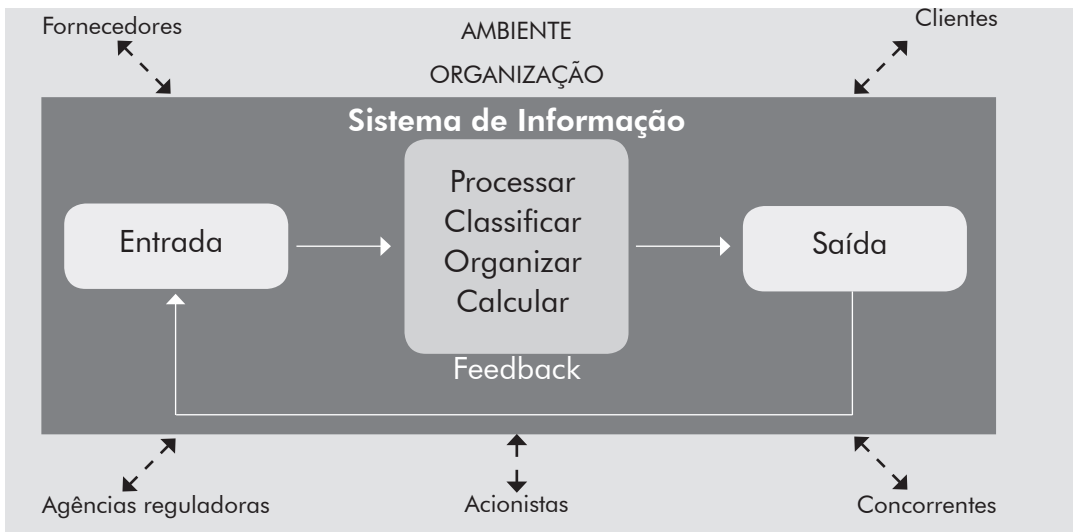 Fornecedores
AMBIENTE
Clientes
ORGANIZAÇÃO
Sistema de Informação
Entrada
Processar
Classificar
Organizar
Calcular
Saída
Feedback
Agências reguladoras
Acionistas
Concorrentes